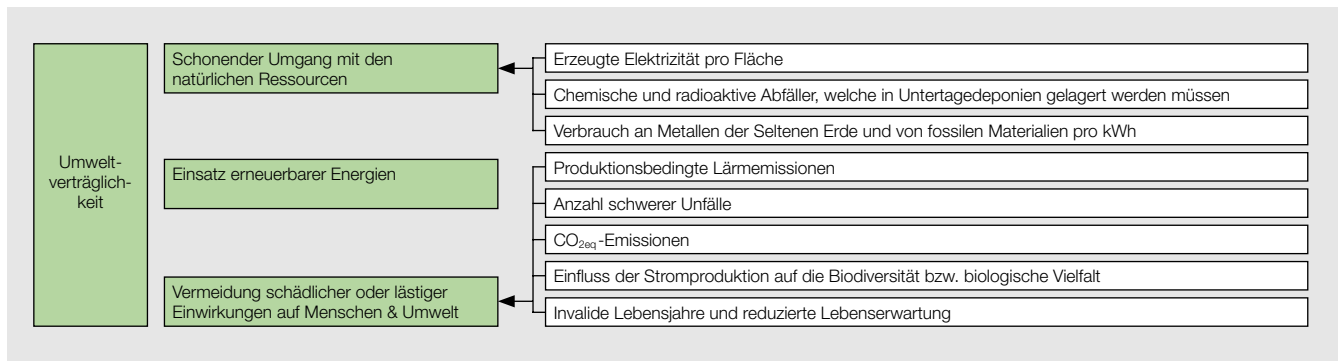 Umwelt-
verträglich-
keit
Schonender Umgang mit den
natürlichen Ressourcen
Einsatz erneuerbarer Energien
Vermeidung schädlicher oder lästiger
Einwirkungen auf Menschen & Umwelt
Erzeugte Elektrizität pro Fläche
Chemische und radioaktive Abfäller, welche in Untertagedeponien gelagert werden müssen
Verbrauch an Metallen der Seltenen Erde und von fossilen Materialien pro kWh
Produktionsbedingte Lärmemissionen
Anzahl schwerer Unfälle
CO₂eq-Emissionen
Einfluss der Stromproduktion auf die Biodiversität bzw. biologische Vielfalt
Invalide Lebensjahre und reduzierte Lebenserwartung